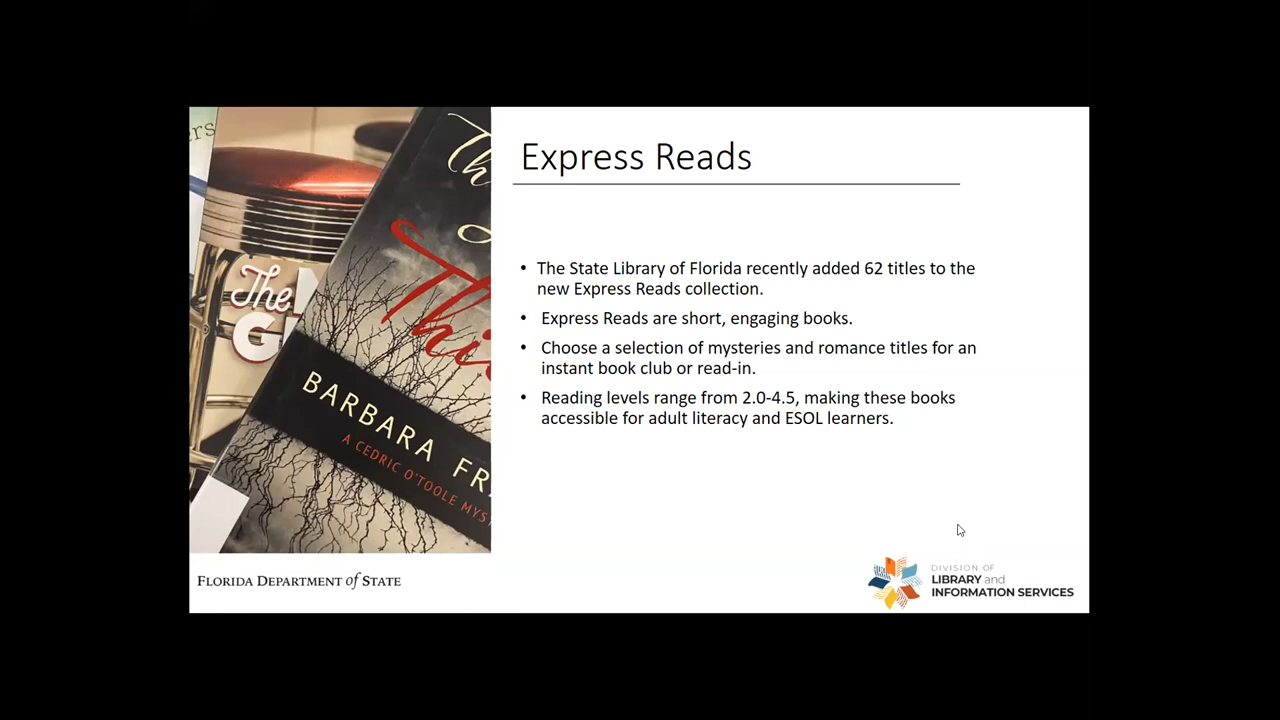 Express Reads
• The State Library of Florida recently added 62 titles to the
new Express Reads collection.
• Express Reads are short, engaging books.
• Choose a selection of mysteries and romance titles for an
instant book club or read-in.
• Reading levels range from 2.0-4.5, making these books
accessible for adult literacy and ESOL learners.
The
BARBARA
A CEDRIC O'TOOLE
FLORIDA DEPARTMENT of STATE
DIVISION OF
LIBRARY and
INFORMATION SERVICES